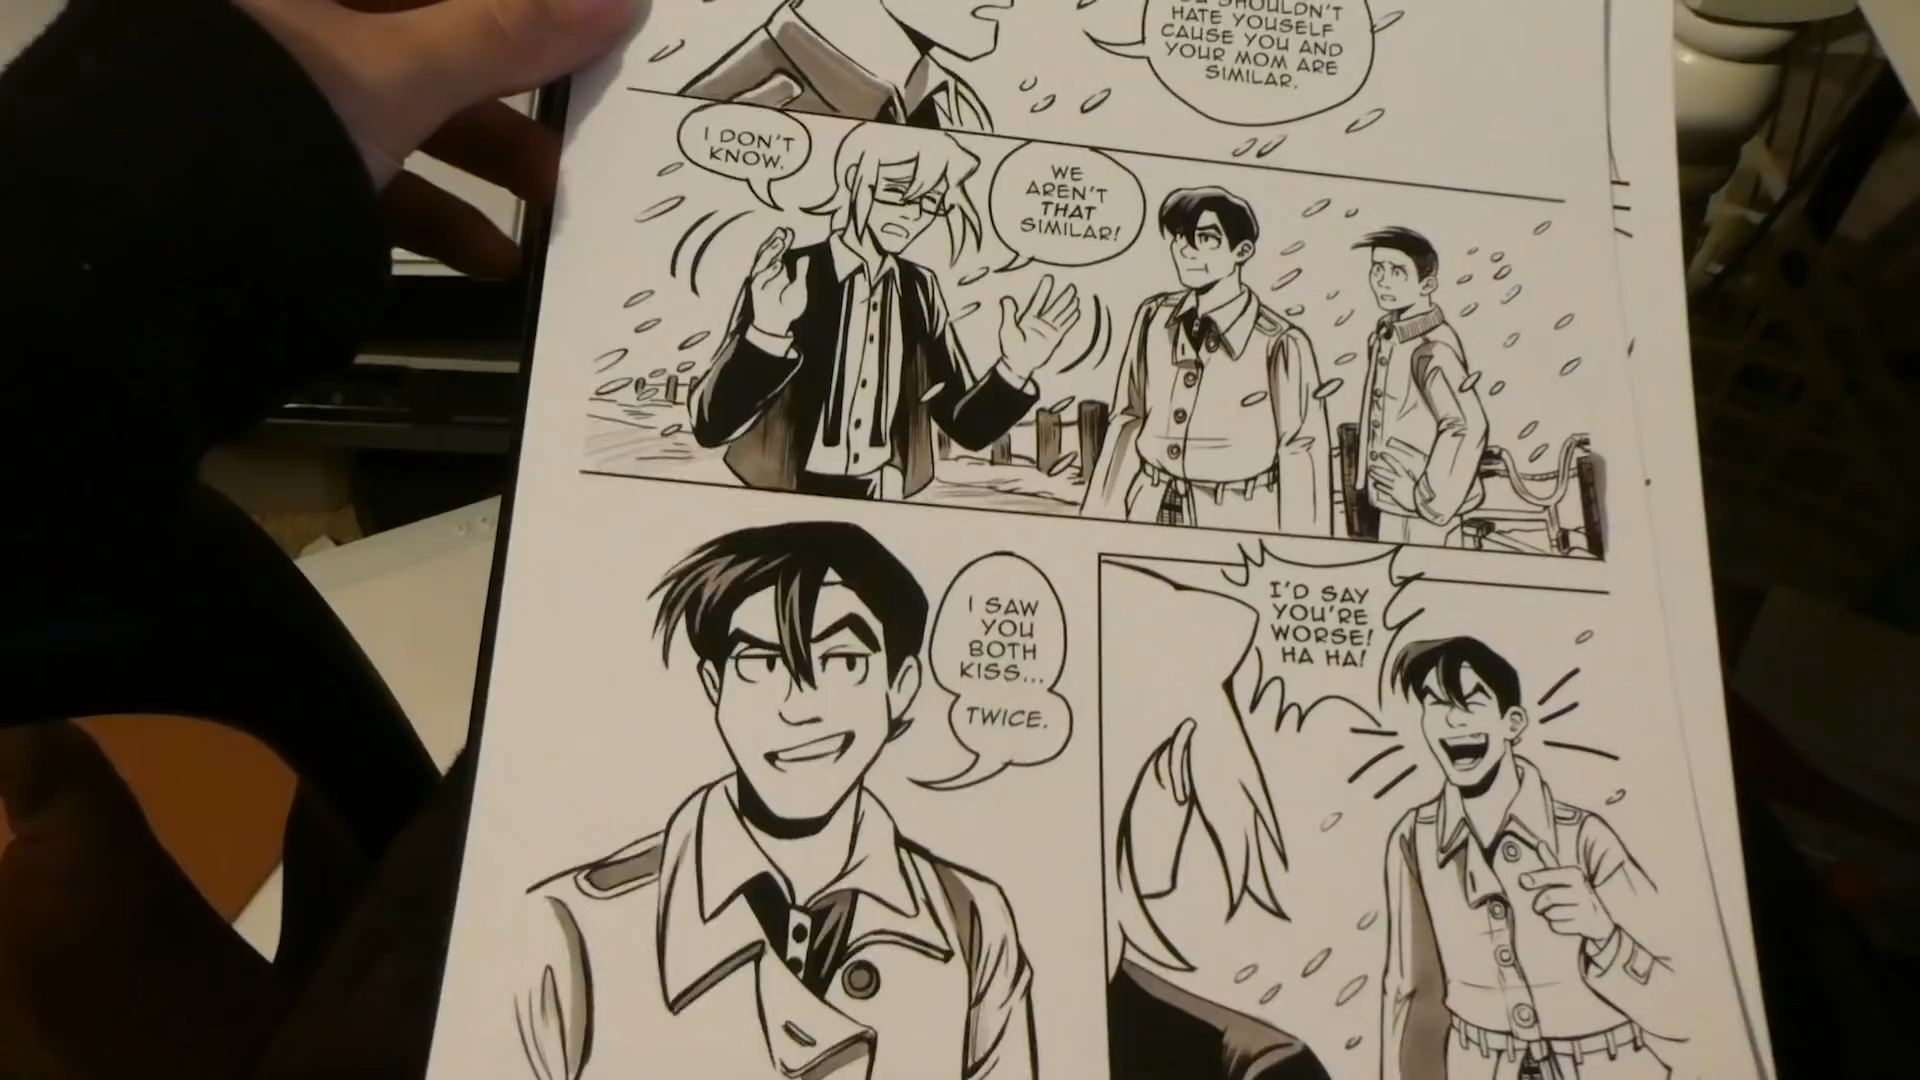 SHOULDN'T
HATE YOUSELF
CAUSE YOU AND
YOUR MOM ARE
SIMILAR.
I DON'T
KNOW.
WE
AREN'T
THAT
SIMILAR!
I SAW
YOU
BOTH
KISS...
TWICE.
I'D SAY
YOU'RE
WORSE!
HA HA!